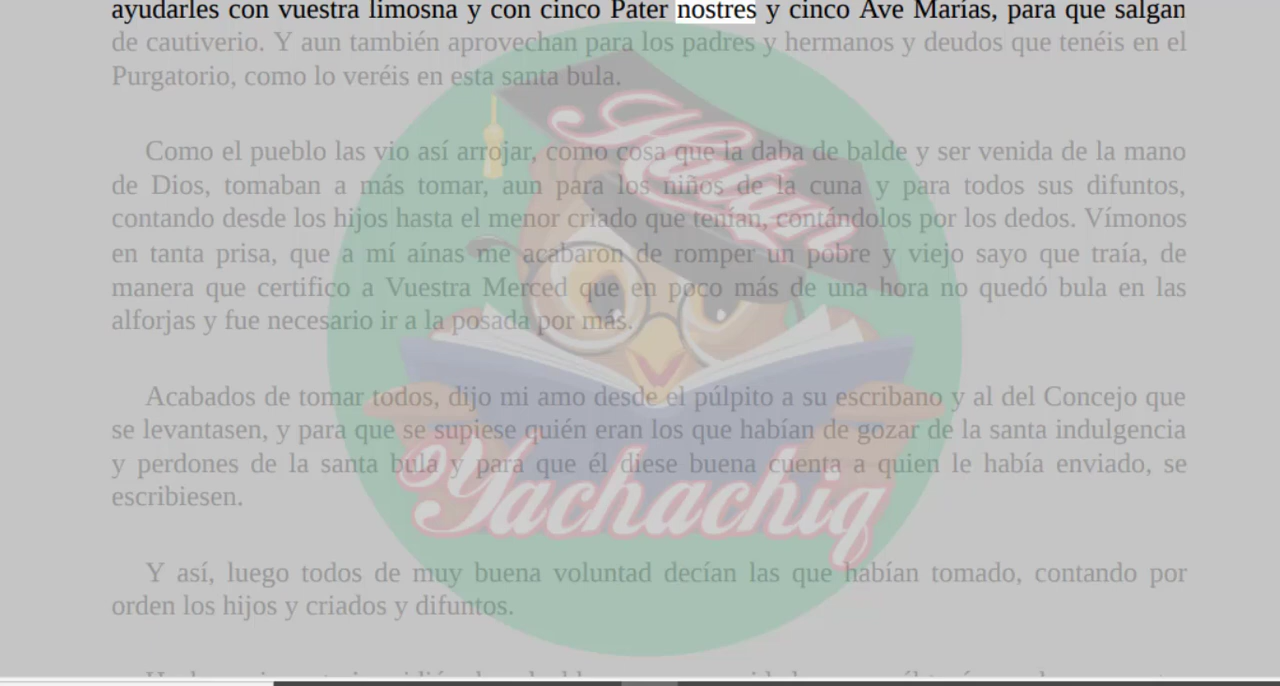 ayudarles con vuestra limosna y con cinco Pater nostres y cinco Ave Marías, para que salgan
de cautiverio. Y aun también aprovechan para los padres y hermanos y deudos que tenéis en el
Purgatorio, como lo veréis en esta santa bula.
Como el pueblo las vio así arrojar, como cosa que la daba de balde y ser venida de la mano
de Dios, tomaban a más tomar, aun para los niños de la cuna y para todos sus difuntos,
contando desde los hijos hasta el menor criado que tenían, contándolos por los dedos. Vímonos
en tanta prisa, que a mí aínas me acabaron de romper un pobre y viejo sayo que traía, de
manera que certifico a Vuestra Merced que en poco más de una hora no quedó bula en las
alforjas y fue necesario ir a la posada por más.
Acabados de tomar todos, dijo mi amo desde el púlpito a su escribano y al del Concejo que
se levantasen, y para que se supiese quién eran los que habían de gozar de la santa indulgencia
y perdones de la santa bula y para que él diese buena cuenta a quien le había enviado, se
escribiesen.
Y así, luego todos de muy buena voluntad decían las que habían tomado, contando por
orden los hijos y criados y difuntos.
Yachachiq